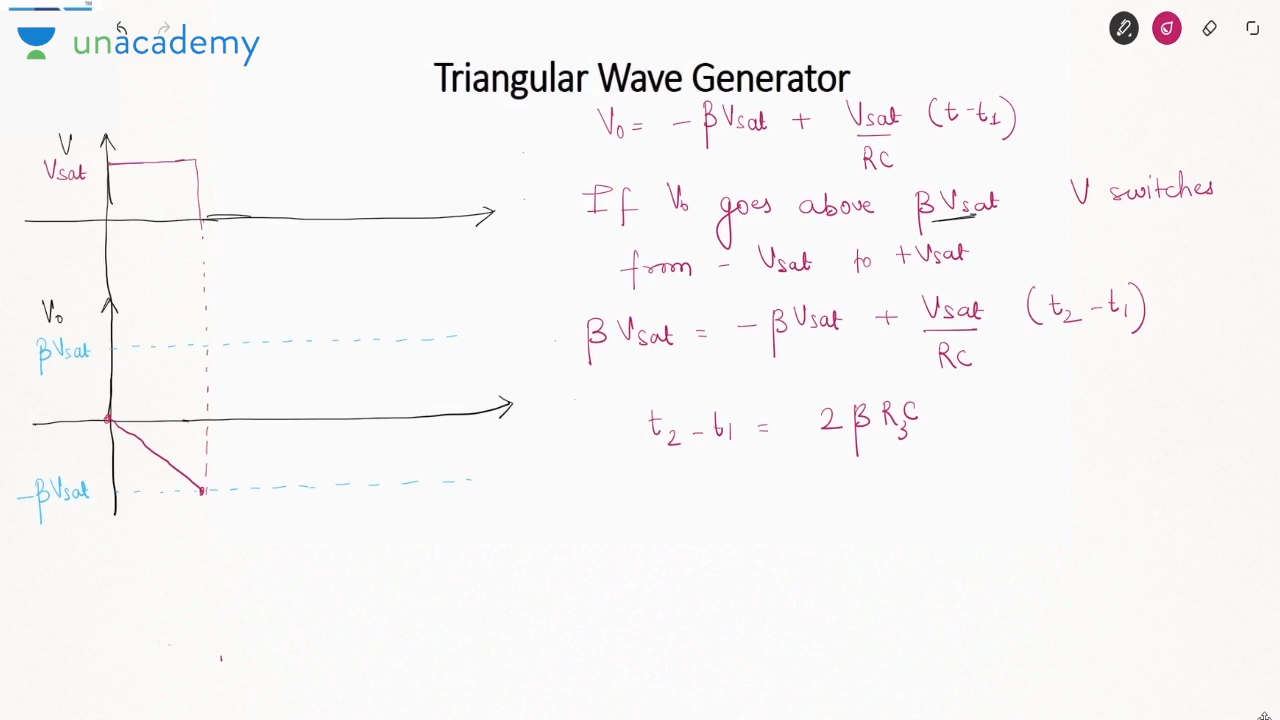 ™
unacademy
Triangular Wave Generator
V₀ = - βVsat + Vsat/RC (t-t₁)
V
Vsat
If V₀ goes above βVsat V switches
from - Vsat to +Vsat
V₀
βVsat
βVsat = - βVsat + Vsat/RC (t₂ - t₁)
t₂ - t₁ = 2βR₃C
-βVsat